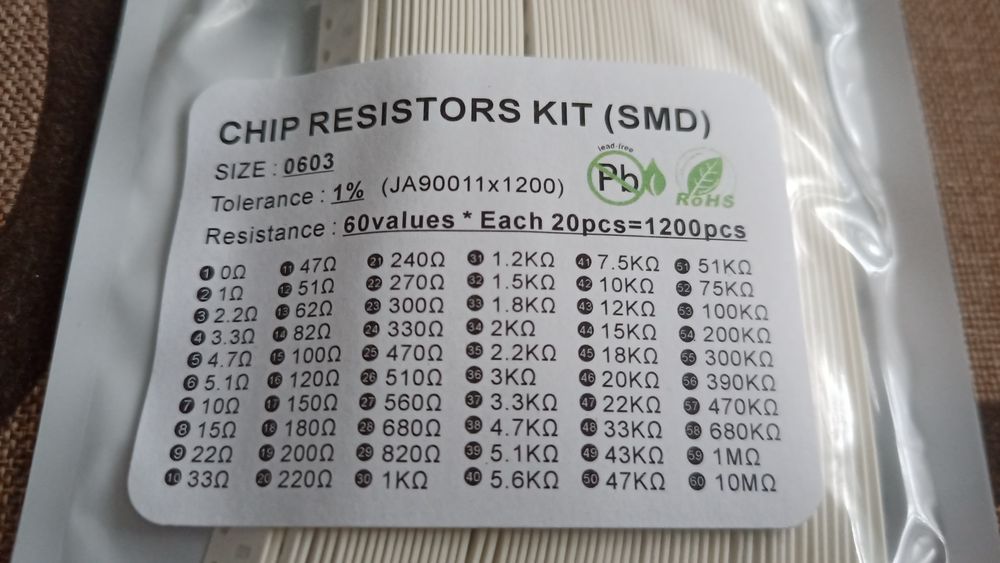 CHIP RESISTORS KIT (SMD)
SIZE : 0603
Tolerance : 1% (JA90011x1200)
lead-free
Pb
RoHS
Resistance : 60values * Each 20pcs=1200pcs
1 0Ω 11 47Ω 21 240Ω 31 1.2KΩ 41 7.5KΩ 51 51KΩ
2 1Ω 12 51Ω 22 270Ω 32 1.5KΩ 42 10KΩ 52 75KΩ
3 2.2Ω 13 62Ω 23 300Ω 33 1.8KΩ 43 12KΩ 53 100KΩ
4 3.3Ω 14 82Ω 24 330Ω 34 2KΩ 44 15KΩ 54 200KΩ
5 4.7Ω 15 100Ω 25 470Ω 35 2.2KΩ 45 18KΩ 55 300KΩ
6 5.1Ω 16 120Ω 26 510Ω 36 3KΩ 46 20KΩ 56 390KΩ
7 10Ω 17 150Ω 27 560Ω 37 3.3KΩ 47 22KΩ 57 470KΩ
8 15Ω 18 180Ω 28 680Ω 38 4.7KΩ 48 33KΩ 58 680KΩ
9 22Ω 19 200Ω 29 820Ω 39 5.1KΩ 49 43KΩ 59 1MΩ
10 33Ω 20 220Ω 30 1KΩ 40 5.6KΩ 50 47KΩ 60 10MΩ